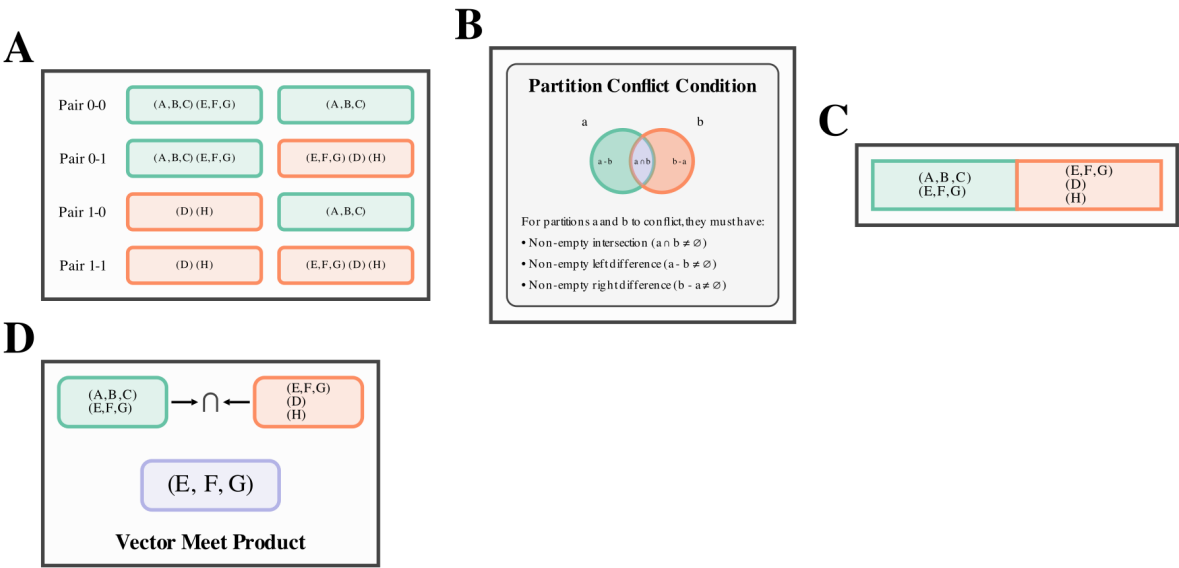 A
Pair 0-0
(A,B,C) (E,F,G)
(A,B,C)
Pair 0-1
(A,B,C) (E,F,G)
(E,F,G) (D) (H)
Pair 1-0
(D) (H)
(A,B,C)
Pair 1-1
(D) (H)
(E,F,G) (D) (H)
B
Partition Conflict Condition
a
b
a - b
a ∩ b
b - a
For partitions a and b to conflict, they must have:
• Non-empty intersection (a ∩ b ≠ ∅)
• Non-empty left difference (a - b ≠ ∅)
• Non-empty right difference (b - a ≠ ∅)
C
(A,B,C)
(E,F,G)
(E,F,G)
(D)
(H)
D
(A,B,C)
(E,F,G)
∩
(E,F,G)
(D)
(H)
(E, F, G)
Vector Meet Product